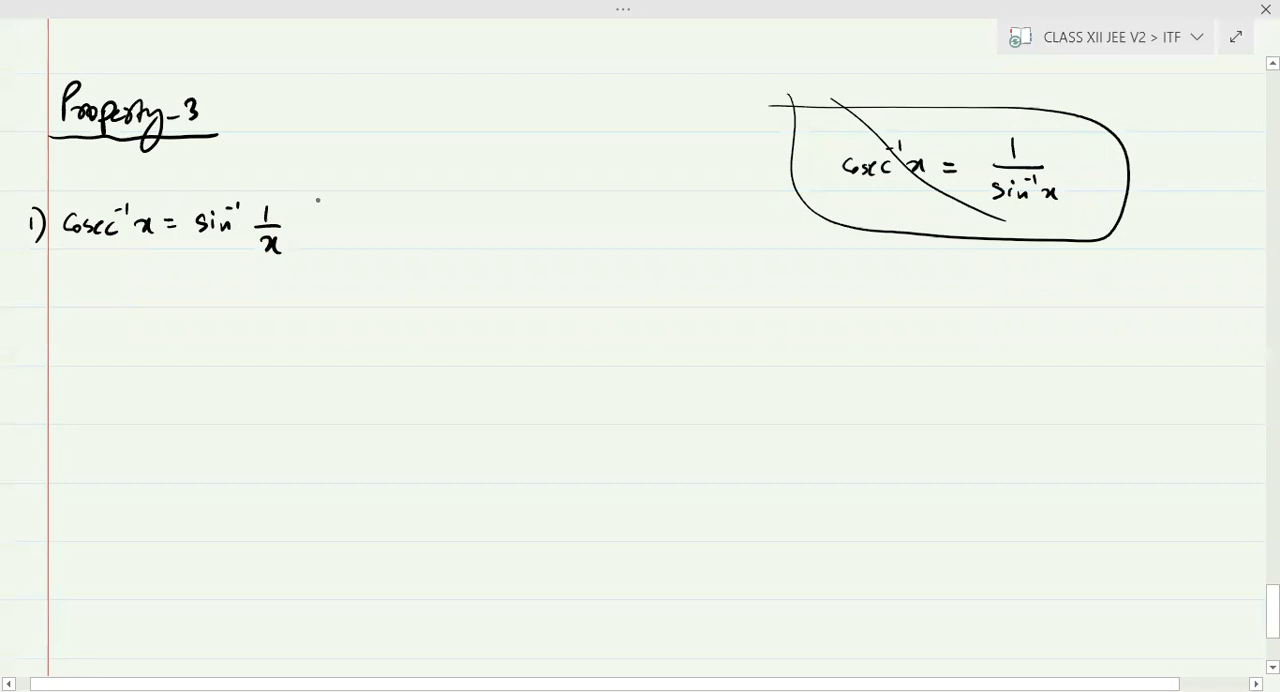 ...
CLASS XII JEE V2 > ITF
Property-3
cosec⁻¹x = 1/sin⁻¹x
1) cosec⁻¹x = sin⁻¹ 1/x